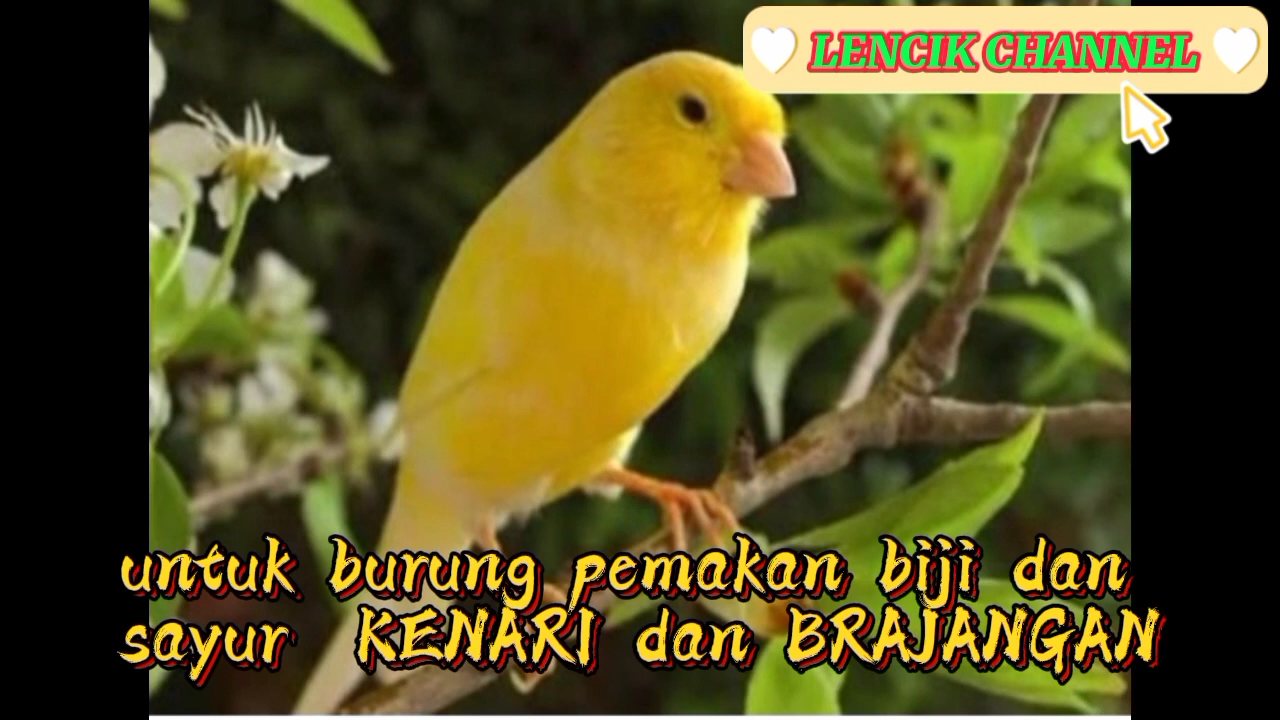 LENCIK CHANNEL
untuk burung pemakan biji dan
sayur KENARI dan BRAJANGAN